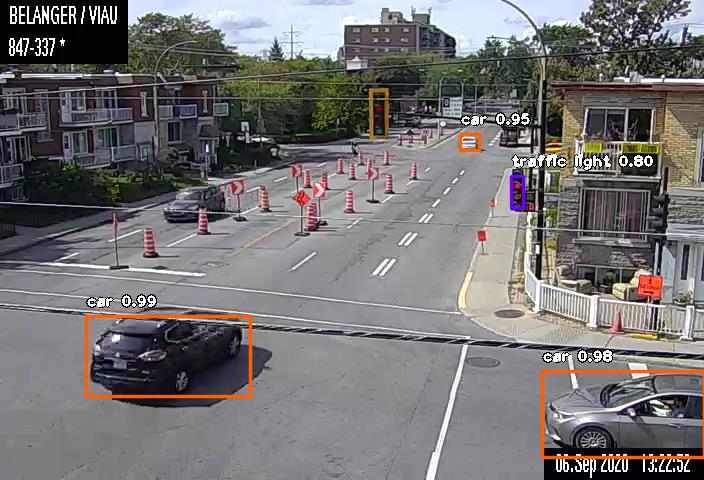 BELANGER / VIAU
847-337 *
car 0.95
traffic light 0.80
car 0.99
car 0.98
06.Sep 2020 13:22:52